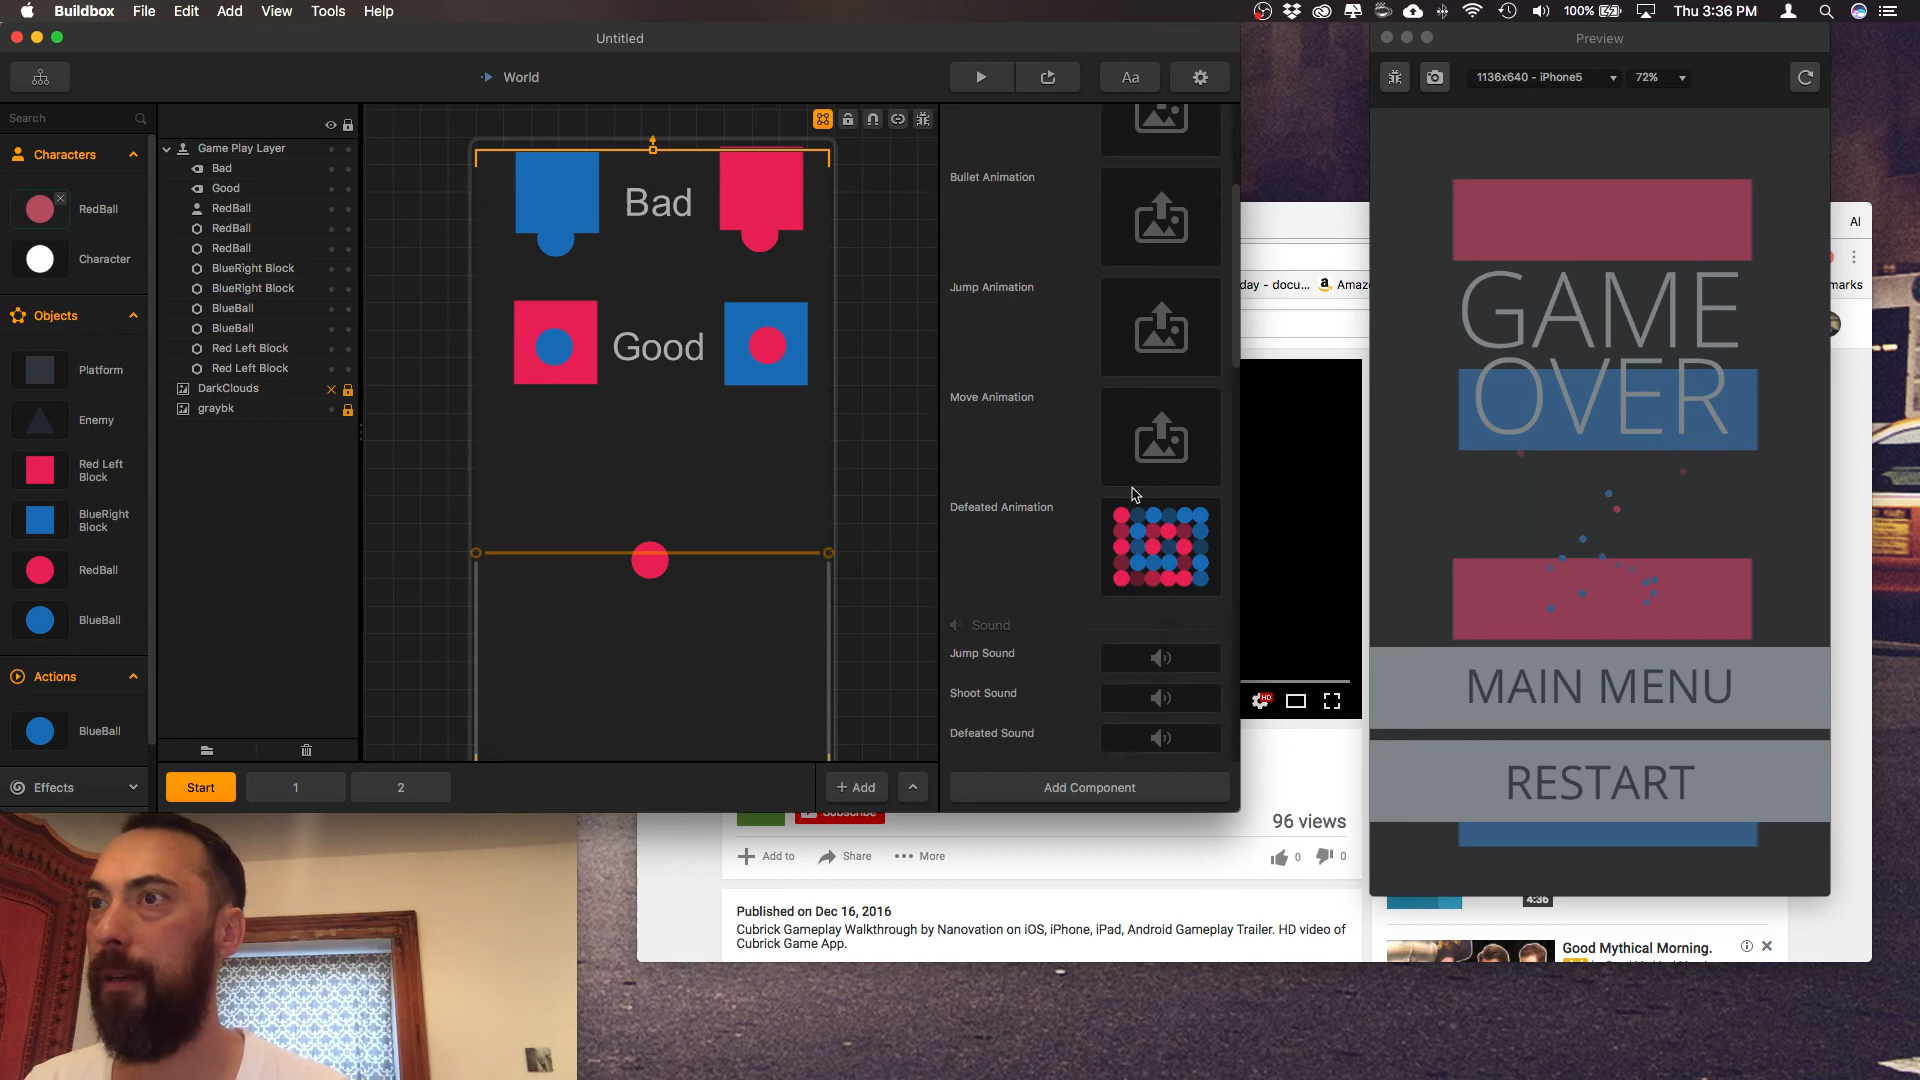 Buildbox File Edit Add View Tools Help
100% Thu 3:36 PM
Untitled
World
Aa
Search
Characters
RedBall
Character
Objects
Platform
Enemy
Red Left
Block
BlueRight
Block
RedBall
BlueBall
Actions
BlueBall
Effects
Game Play Layer
Bad
Good
RedBall
RedBall
RedBall
BlueRight Block
BlueRight Block
BlueBall
BlueBall
Red Left Block
Red Left Block
DarkClouds
graybk
Start 1 2
+ Add
Bad
Good
Bullet Animation
Jump Animation
Move Animation
Defeated Animation
Sound
Jump Sound
Shoot Sound
Defeated Sound
Add Component
Preview
1136x640 - iPhone5 72%
GAME
OVER
MAIN MENU
RESTART
AI
day - docu... Amaz
marks
HD
Subscribe
96 views
Add to Share More
0 0
Published on Dec 16, 2016
Cubrick Gameplay Walkthrough by Nanovation on iOS, iPhone, iPad, Android Gameplay Trailer. HD video of
Cubrick Game App.
4:36
Good Mythical Morning.